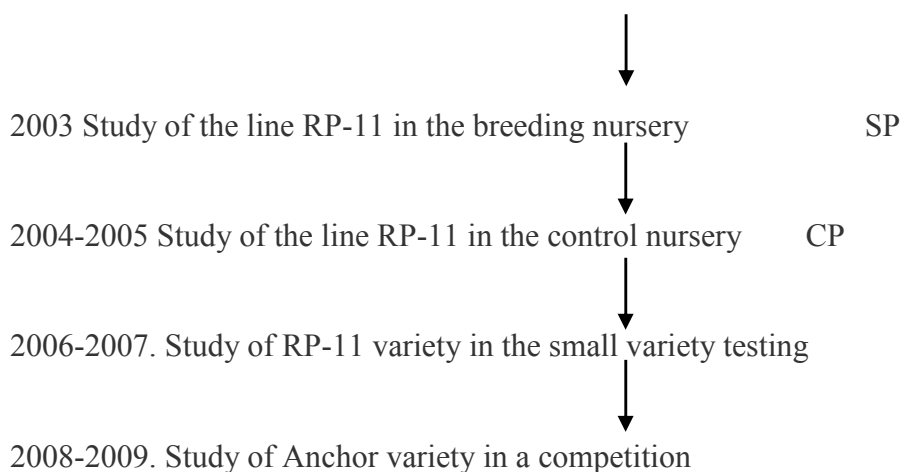 2003 Study of the line RP-11 in the breeding nursery SP
2004-2005 Study of the line RP-11 in the control nursery CP
2006-2007. Study of RP-11 variety in the small variety testing
2008-2009. Study of Anchor variety in a competition